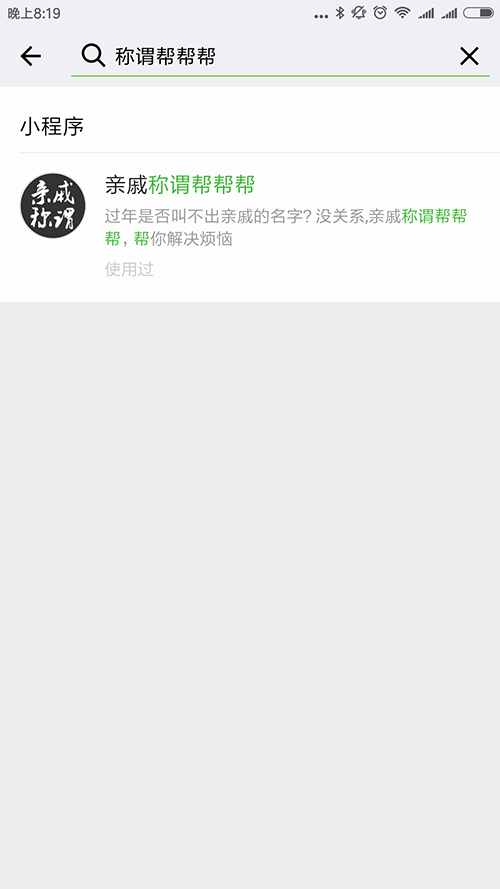 晚上8:19
称谓帮帮帮
小程序
亲戚
称谓
亲戚称谓帮帮帮
过年是否叫不出亲戚的名字? 没关系,亲戚称谓帮帮
帮，帮你解决烦恼
使用过